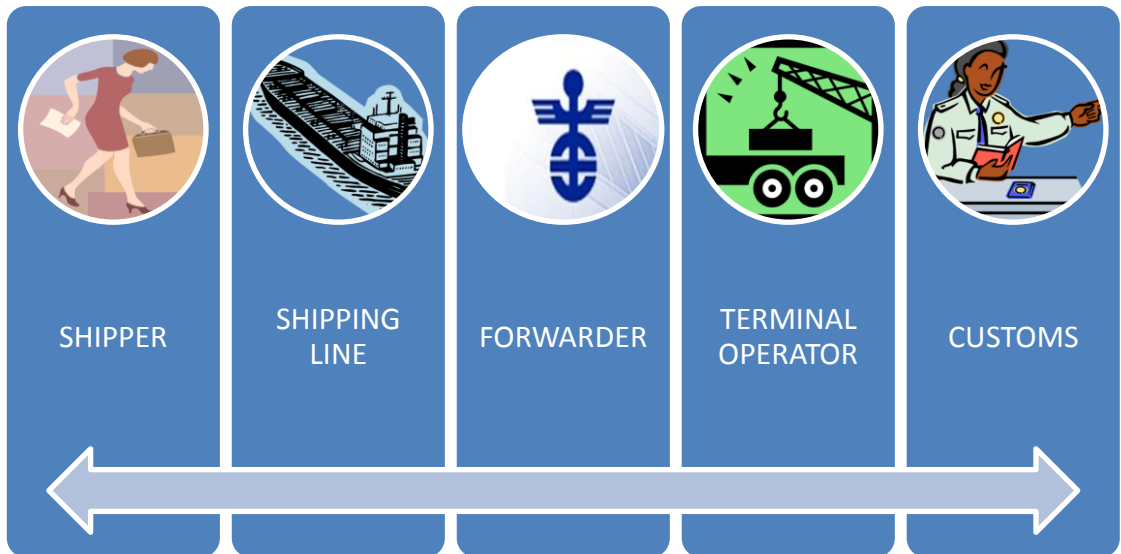 SHIPPER
SHIPPING
LINE
FORWARDER
TERMINAL
OPERATOR
CUSTOMS